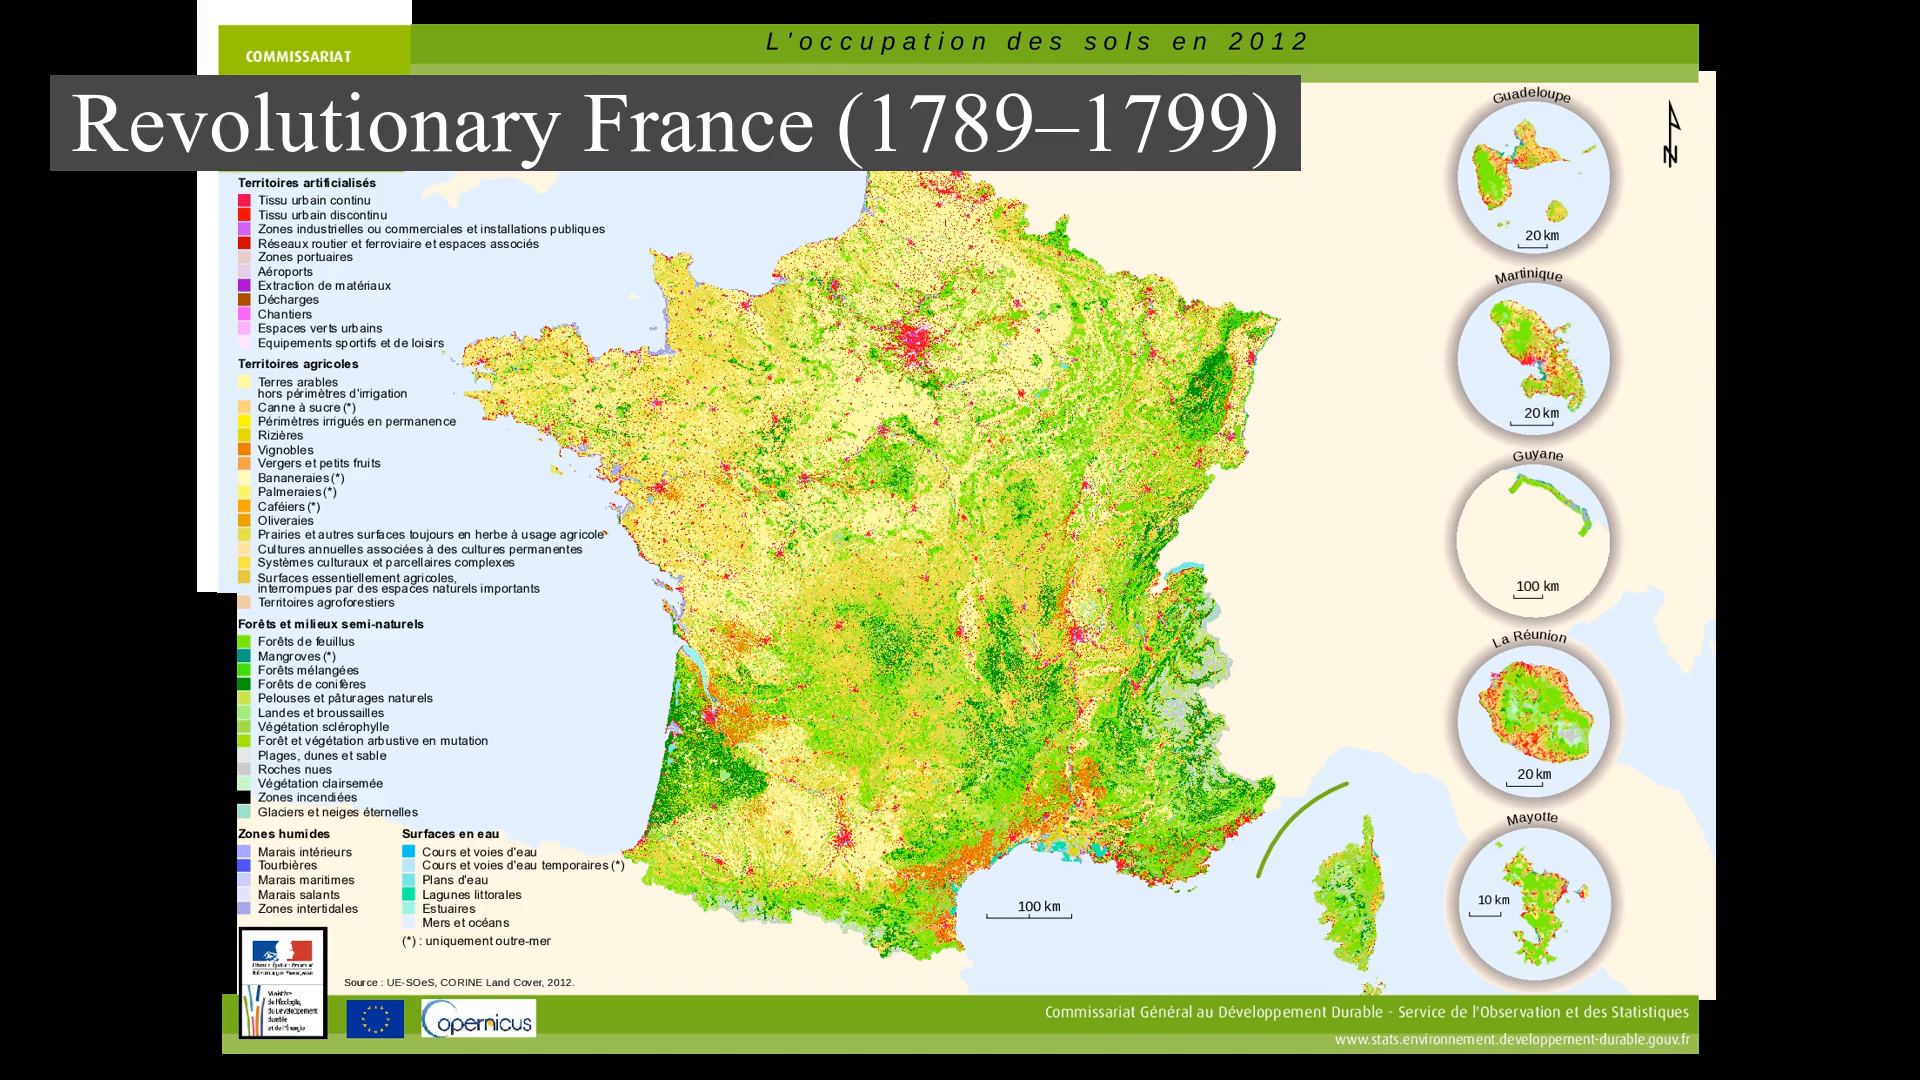 L'occupation des sols en 2012
COMMISSARIAT
Revolutionary France (1789–1799)
Territoires artificialisés
Tissu urbain continu
Tissu urbain discontinu
Zones industrielles ou commerciales et installations publiques
Réseaux routier et ferroviaire et espaces associés
Zones portuaires
Aéroports
Extraction de matériaux
Décharges
Chantiers
Espaces verts urbains
Equipements sportifs et de loisirs
Territoires agricoles
Terres arables
hors périmètres d'irrigation
Canne à sucre (*)
Périmètres irrigués en permanence
Rizières
Vignobles
Vergers et petits fruits
Bananeraies (*)
Palmeraies (*)
Caféiers (*)
Oliveraies
Prairies et autres surfaces toujours en herbe à usage agricole
Cultures annuelles associées à des cultures permanentes
Systèmes culturaux et parcellaires complexes
Surfaces essentiellement agricoles,
interrompues par des espaces naturels importants
Territoires agroforestiers
Forêts et milieux semi-naturels
Forêts de feuillus
Mangroves (*)
Forêts mélangées
Forêts de conifères
Pelouses et pâturages naturels
Landes et broussailles
Végétation sclérophylle
Forêt et végétation arbustive en mutation
Plages, dunes et sable
Roches nues
Végétation clairsemée
Zones incendiées
Glaciers et neiges éternelles
Zones humides
Marais intérieurs
Tourbières
Marais maritimes
Marais salants
Zones intertidales
Surfaces en eau
Cours et voies d'eau
Cours et voies d'eau temporaires (*)
Plans d'eau
Lagunes littorales
Estuaires
Mers et océans
(*) : uniquement outre-mer
100 km
Guadeloupe
20 km
N
Martinique
20 km
Guyane
100 km
La Réunion
20 km
Mayotte
10 km
Source : UE-SOeS, CORINE Land Cover, 2012.
Ministère
de l'Écologie,
du Développement
durable
et de l'Énergie
opernicus
Commissariat Général au Développement Durable - Service de l'Observation et des Statistiques
www.stats.environnement.developpement-durable.gouv.fr